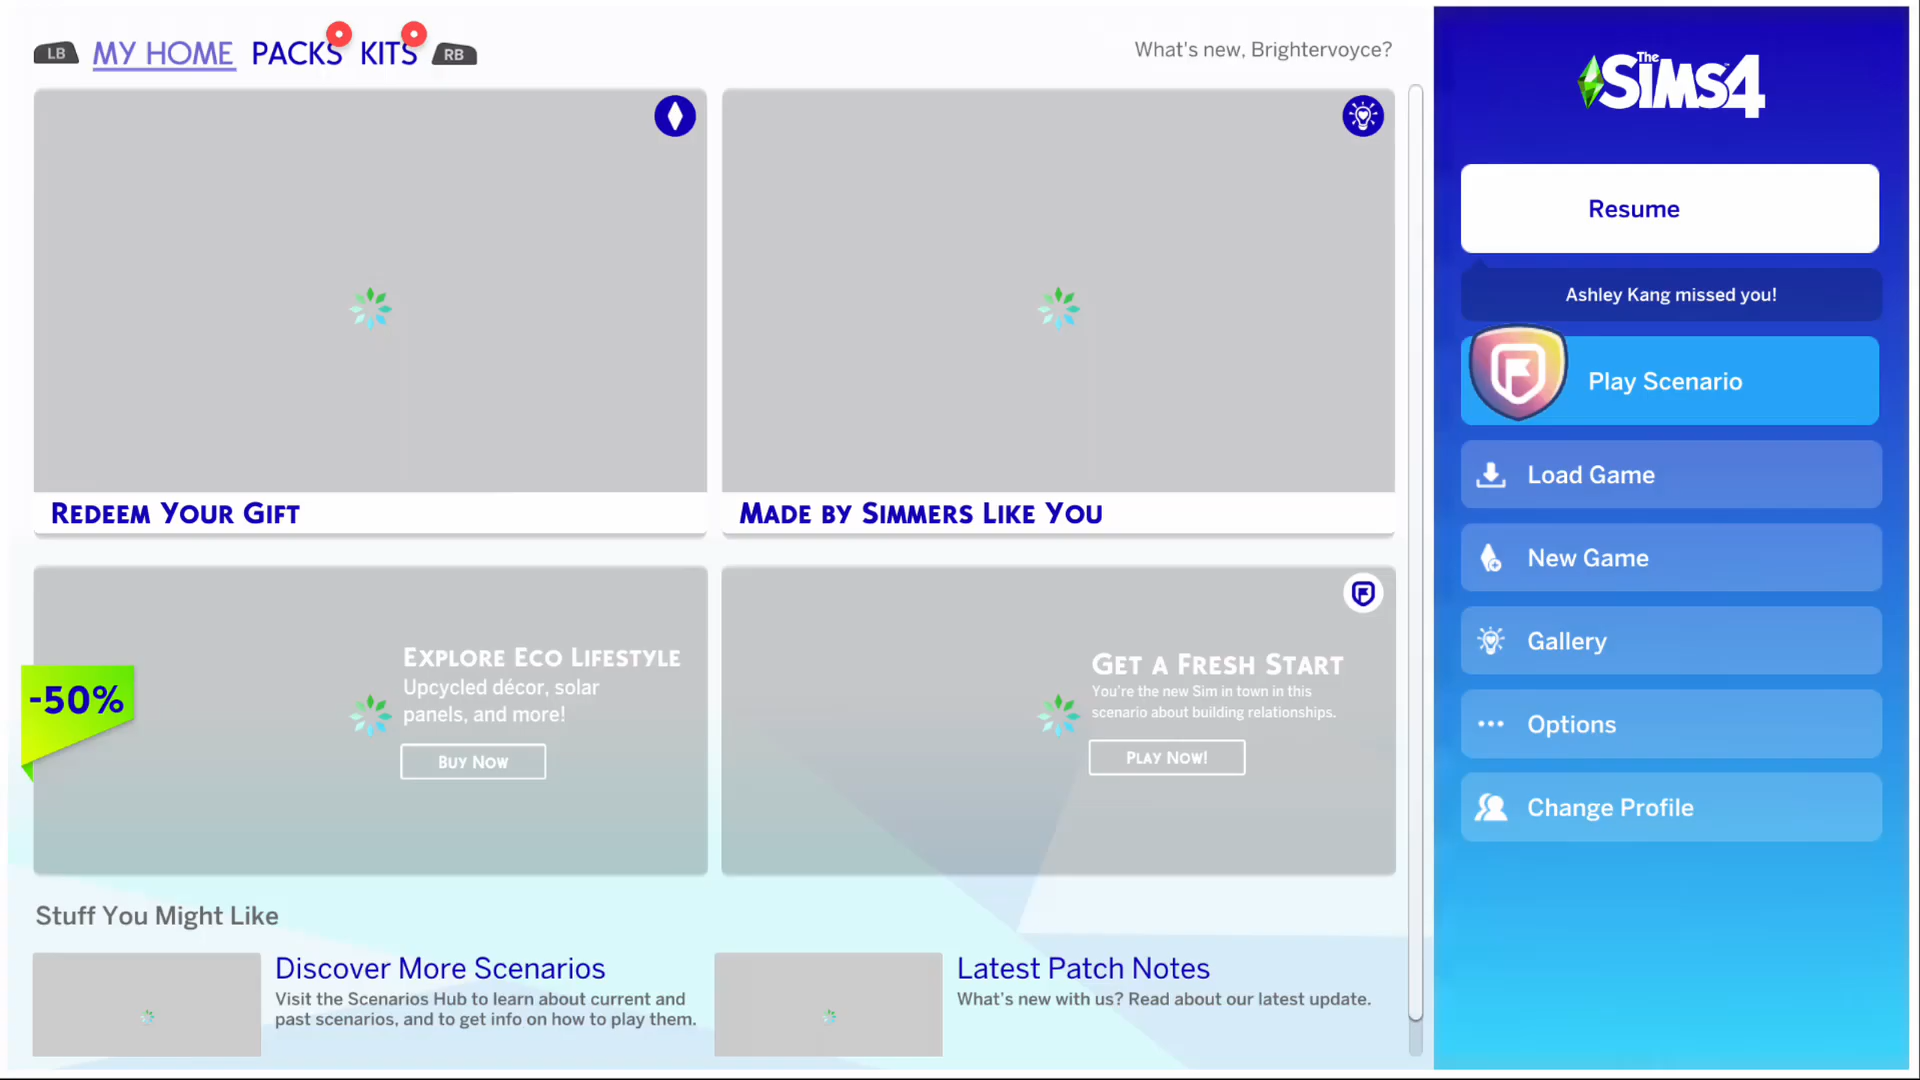 LB
MY HOME
PACKS
KITS
RB
What's new, Brightervoyce?
REDEEM YOUR GIFT
MADE BY SIMMERS LIKE YOU
-50%
EXPLORE ECO LIFESTYLE
Upcycled décor, solar
panels, and more!
BUY NOW
GET A FRESH START
You're the new Sim in town in this
scenario about building relationships.
PLAY NOW!
Stuff You Might Like
Discover More Scenarios
Visit the Scenarios Hub to learn about current and
past scenarios, and to get info on how to play them.
Latest Patch Notes
What's new with us? Read about our latest update.
The SIMS 4
Resume
Ashley Kang missed you!
Play Scenario
Load Game
New Game
Gallery
Options
Change Profile